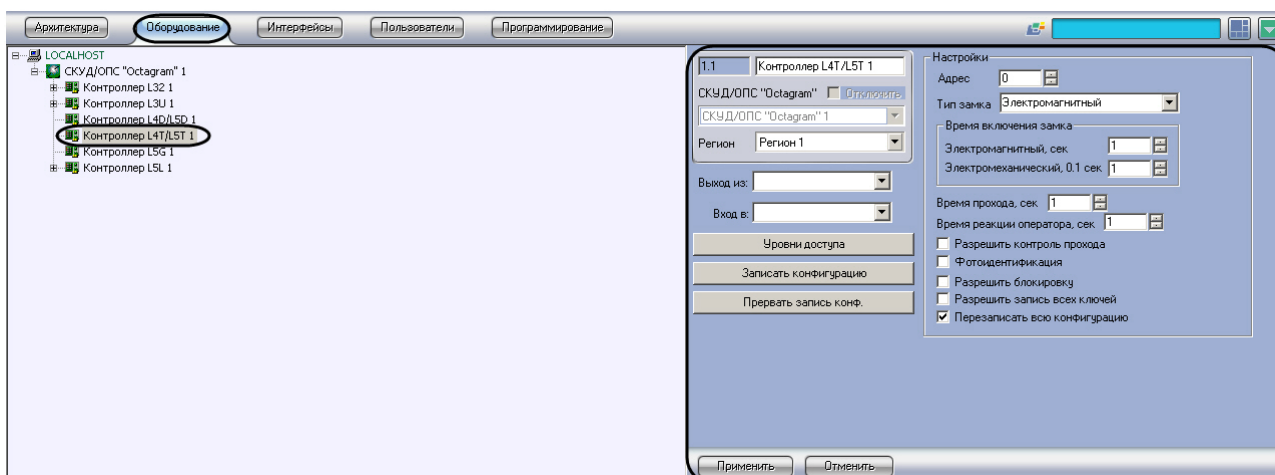 Архитектура Оборудование Интерфейсы Пользователи Программирование
LOCALHOST
СКУД/ОПС "Octagram" 1
Контроллер L32 1
Контроллер L3U 1
Контроллер L4D/L5D 1
Контроллер L4T/L5T 1
Контроллер L5G 1
Контроллер L5L 1
1.1 Контроллер L4T/L5T 1
СКУД/ОПС "Octagram" Отключить
СКУД/ОПС "Octagram" 1
Регион Регион 1
Выход из:
Вход в:
Уровни доступа
Записать конфигурацию
Прервать запись конф.
Настройки
Адрес 0
Тип замка Электромагнитный
Время включения замка
Электромагнитный, сек 1
Электромеханический, 0.1 сек 1
Время прохода, сек 1
Время реакции оператора, сек 1
Разрешить контроль прохода
Фотоидентификация
Разрешить блокировку
Разрешить запись всех ключей
Перезаписать всю конфигурацию
Применить Отменить